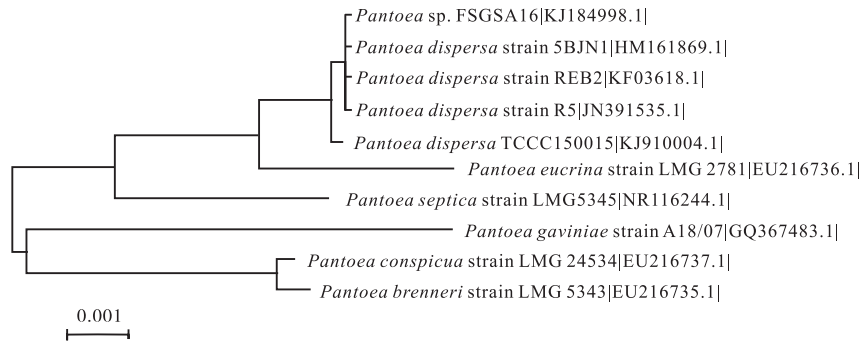 Pantoea sp. FSGSA16|KJ184998.1|
Pantoea dispersa strain 5BJN1|HM161869.1|
Pantoea dispersa strain REB2|KF03618.1|
Pantoea dispersa strain R5|JN391535.1|
Pantoea dispersa TCCC150015|KJ910004.1|
Pantoea eucrina strain LMG 2781|EU216736.1|
Pantoea septica strain LMG5345|NR116244.1|
Pantoea gaviniae strain A18/07|GQ367483.1|
Pantoea conspicua strain LMG 24534|EU216737.1|
Pantoea brenneri strain LMG 5343|EU216735.1|
0.001